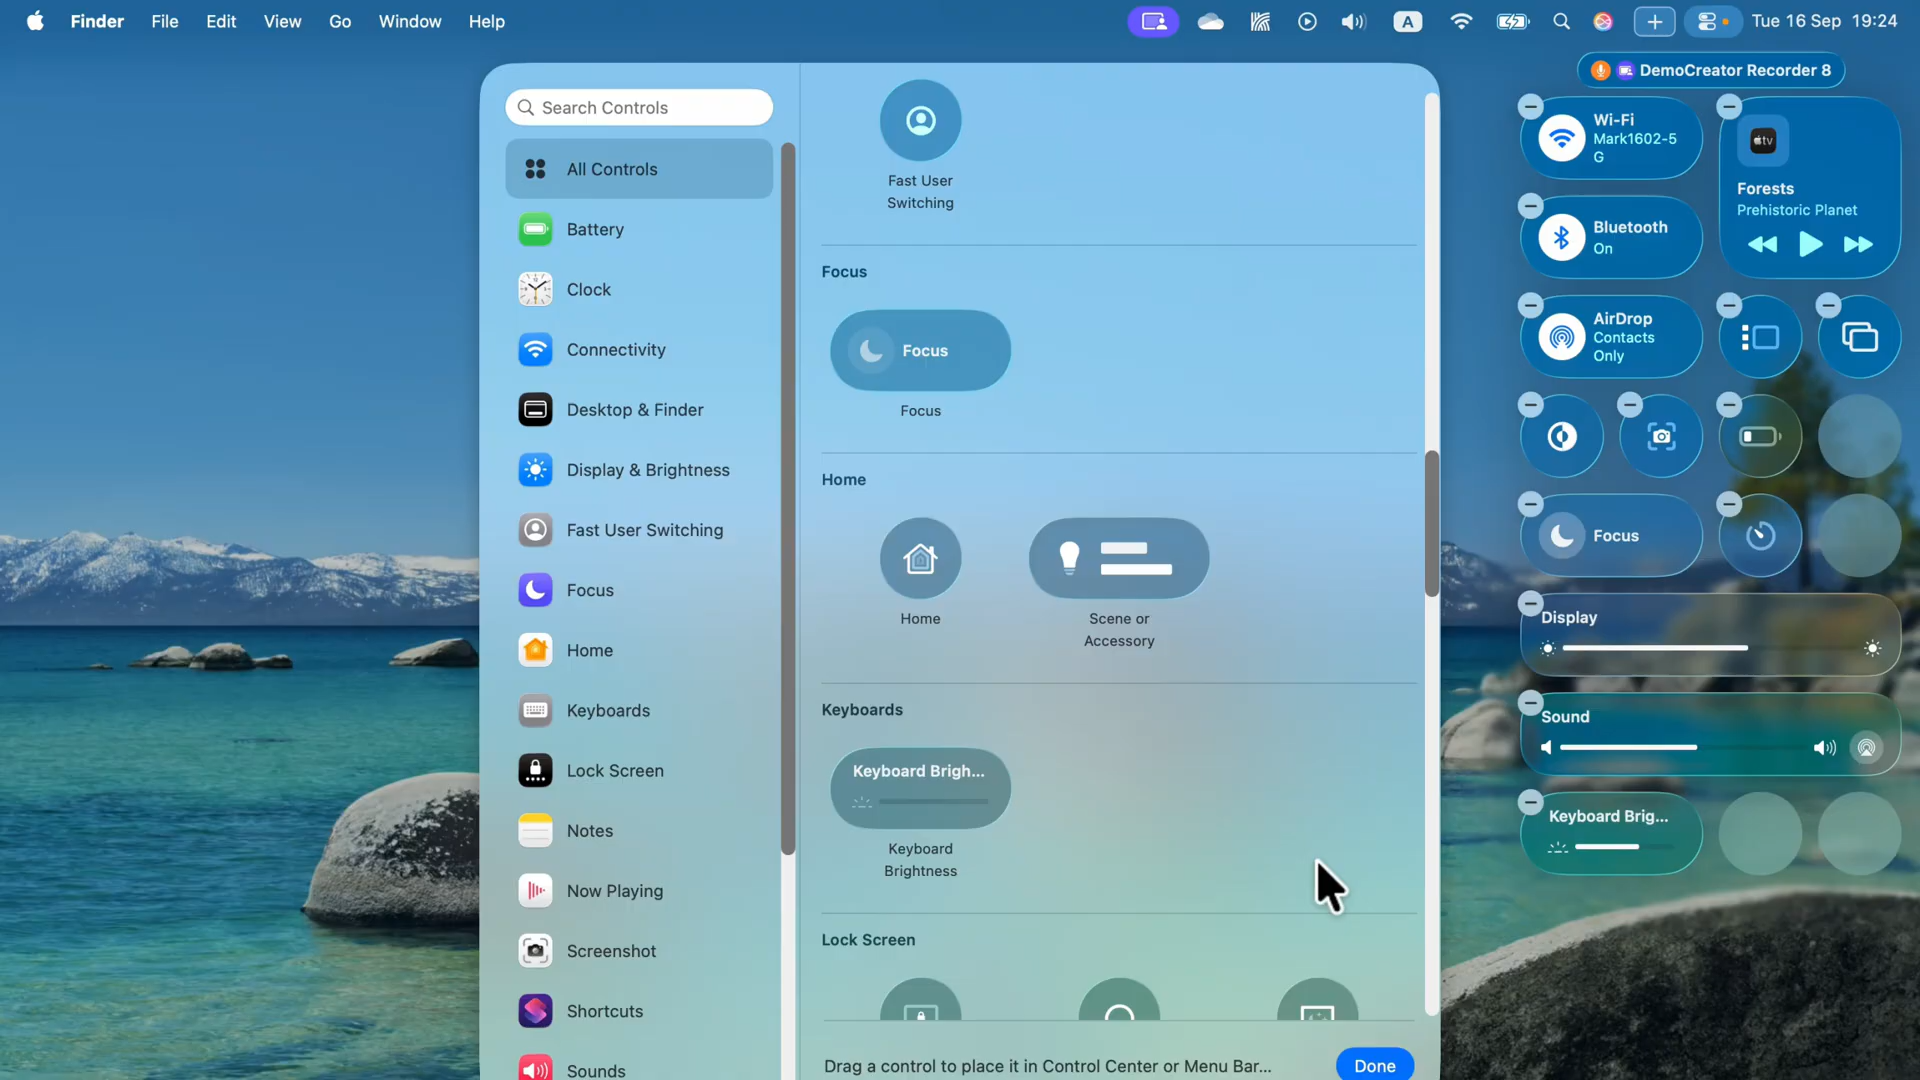 Finder File Edit View Go Window Help
A
Tue 16 Sep 19:24
DemoCreator Recorder 8
Search Controls
All Controls
Battery
Clock
Connectivity
Desktop & Finder
Display & Brightness
Fast User Switching
Focus
Home
Keyboards
Lock Screen
Notes
Now Playing
Screenshot
Shortcuts
Sounds
Fast User
Switching
Focus
Focus
Focus
Home
Home
Scene or
Accessory
Keyboards
Keyboard Brigh...
Keyboard
Brightness
Lock Screen
Drag a control to place it in Control Center or Menu Bar...
Done
Wi-Fi
Mark1602-5
G
tv
Forests
Prehistoric Planet
Bluetooth
On
AirDrop
Contacts
Only
Focus
Display
Sound
Keyboard Brig...